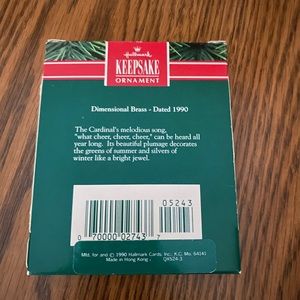 Hallmark
KEEPSAKE
ORNAMENT
Dimensional Brass - Dated 1990
The Cardinal's melodious song,
"what cheer, cheer, cheer," can be heard all
year long. Its beautiful plumage decorates
the greens of summer and silvers of
winter like a bright jewel.
05243
0 70000 02743 7
Mfd. for and © 1990 Hallmark Cards, Inc., K.C. Mo. 64141
Made in Hong Kong QX524-3